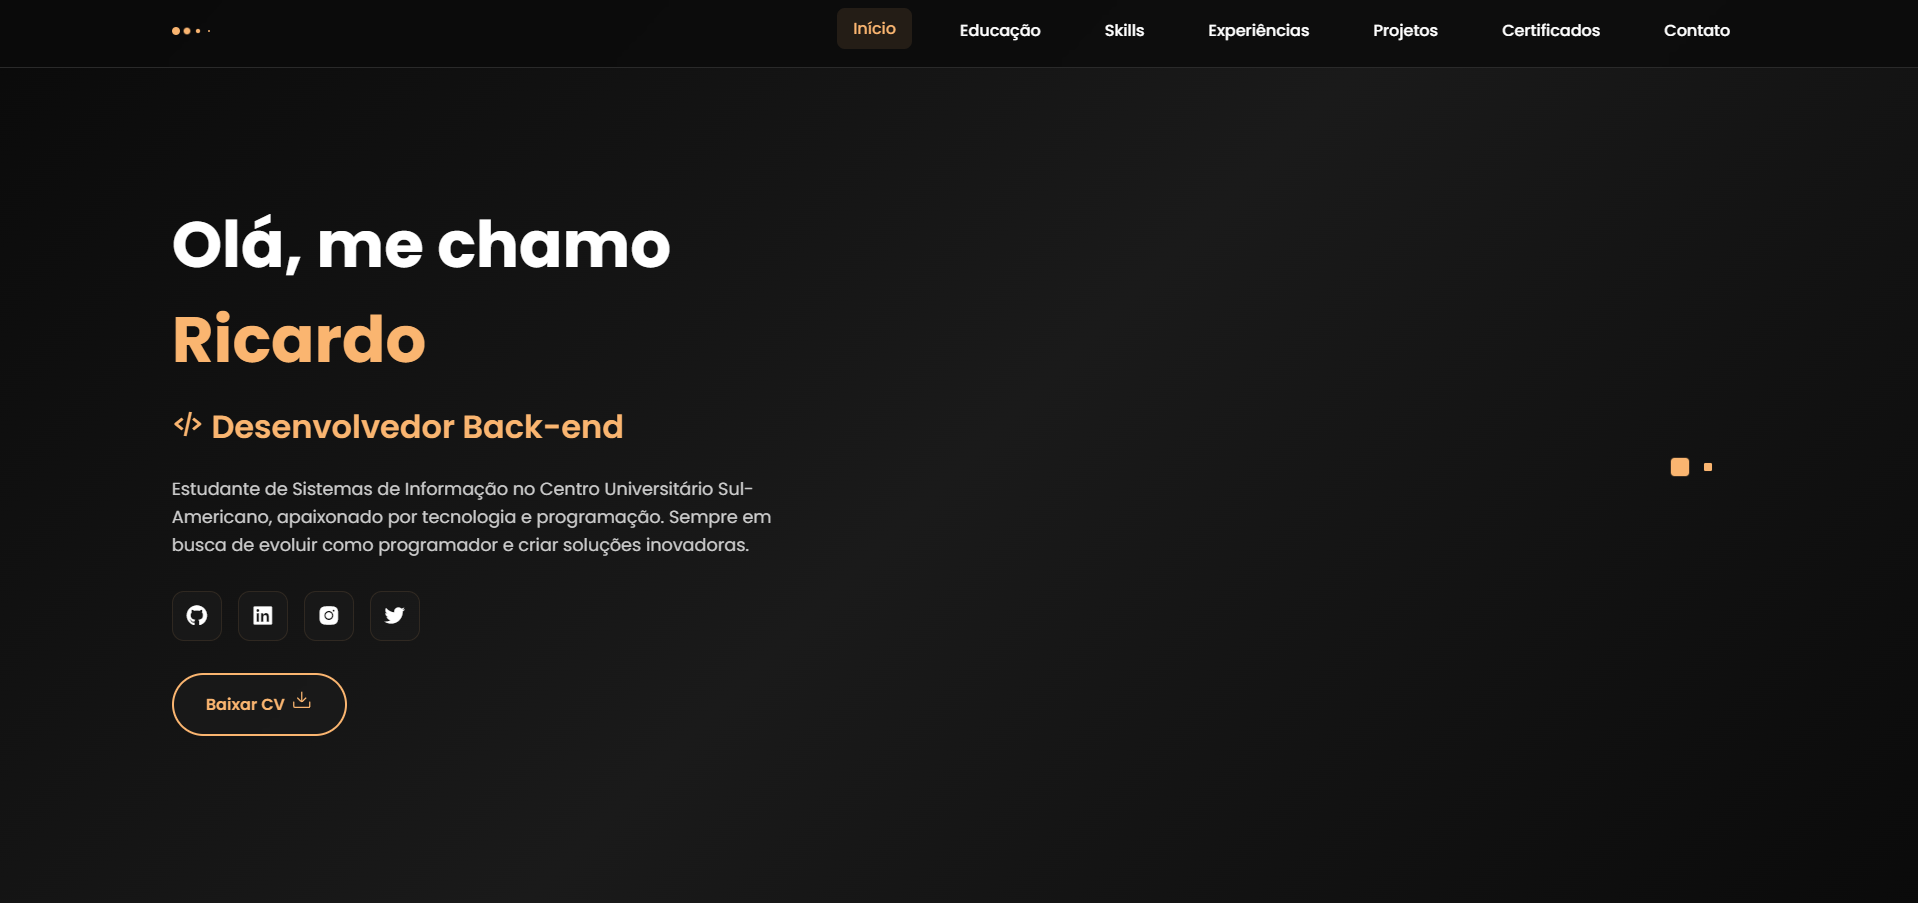 Início Educação Skills Experiências Projetos Certificados Contato
Olá, me chamo
Ricardo
</> Desenvolvedor Back-end
Estudante de Sistemas de Informação no Centro Universitário Sul-
Americano, apaixonado por tecnologia e programação. Sempre em
busca de evoluir como programador e criar soluções inovadoras.
in
Baixar CV